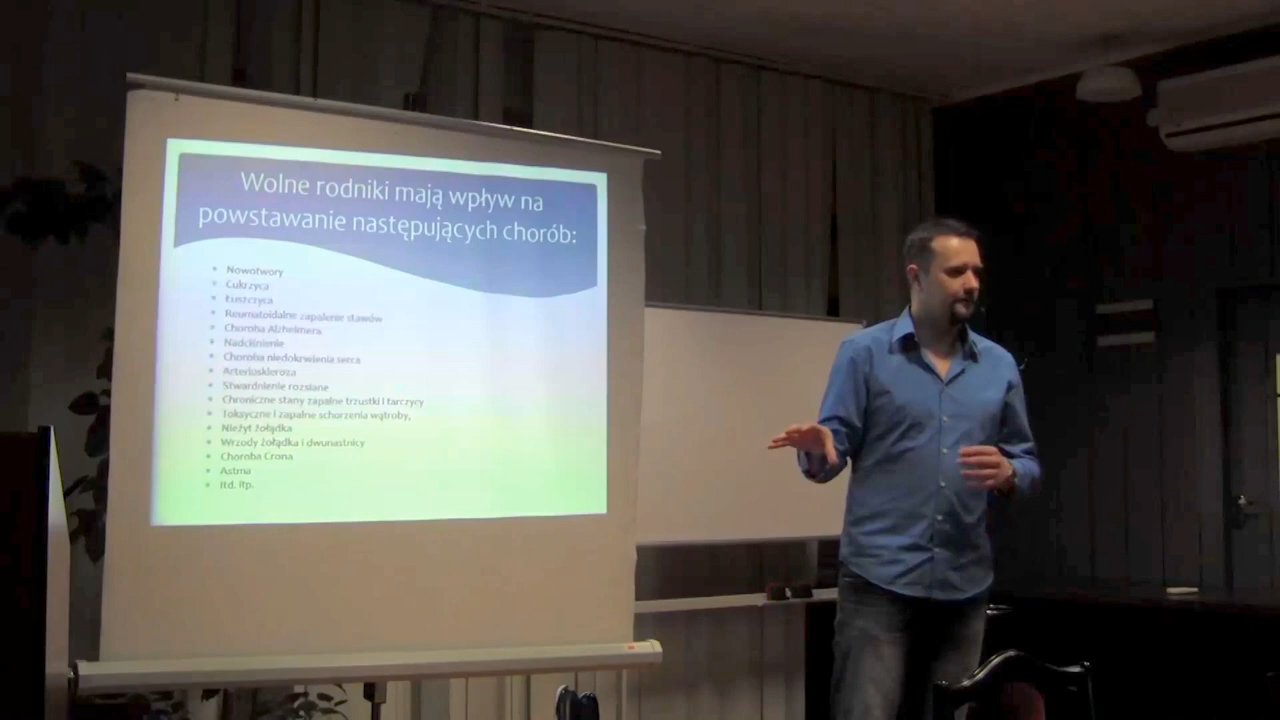 Wolne rodniki mają wpływ na
powstawanie następujących chorób:
Nowotwory
Cukrzyca
Łuszczyca
Reumatoidalne zapalenie stawów
Choroba Alzheimera
Nadciśnienie
Choroba niedokrwienia serca
Arterioskleroza
Stwardnienie rozsiane
Chroniczne stany zapalne trzustki i tarczycy
Toksyczne i zapalne schorzenia wątroby,
Nieżyt żołądka
Wrzody żołądka i dwunastnicy
Choroba Crona
Astma
Itd. Itp.